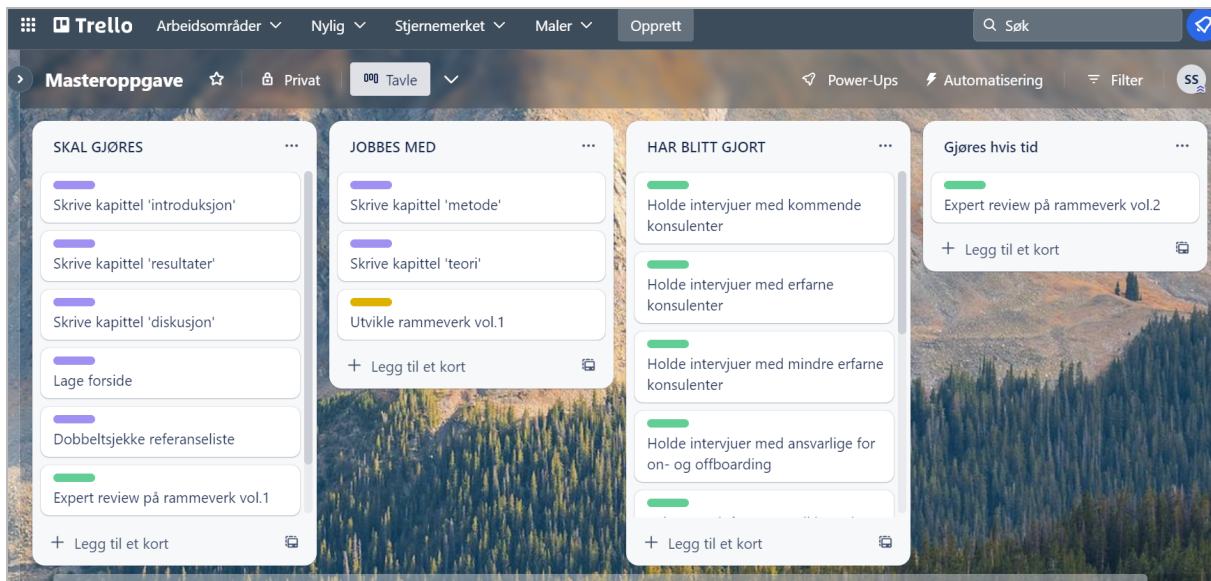 Trello Arbeidsområder Nylig Stjernemerket Maler Opprett Søk
Masteroppgave Privat Tavle Power-Ups Automatisering Filter SS
SKAL GJØRES
Skrive kapittel 'introduksjon'
Skrive kapittel 'resultater'
Skrive kapittel 'diskusjon'
Lage forside
Dobbeltsjekke referanseliste
Expert review på rammeverk vol.1
+ Legg til et kort
JOBBES MED
Skrive kapittel 'metode'
Skrive kapittel 'teori'
Utvikle rammeverk vol.1
+ Legg til et kort
HAR BLITT GJORT
Holde intervjuer med kommende
konsulenter
Holde intervjuer med erfarne
konsulenter
Holde intervjuer med mindre erfarne
konsulenter
Holde intervjuer med ansvarlige for
on- og offboarding
+ Legg til et kort
Gjøres hvis tid
Expert review på rammeverk vol.2
+ Legg til et kort